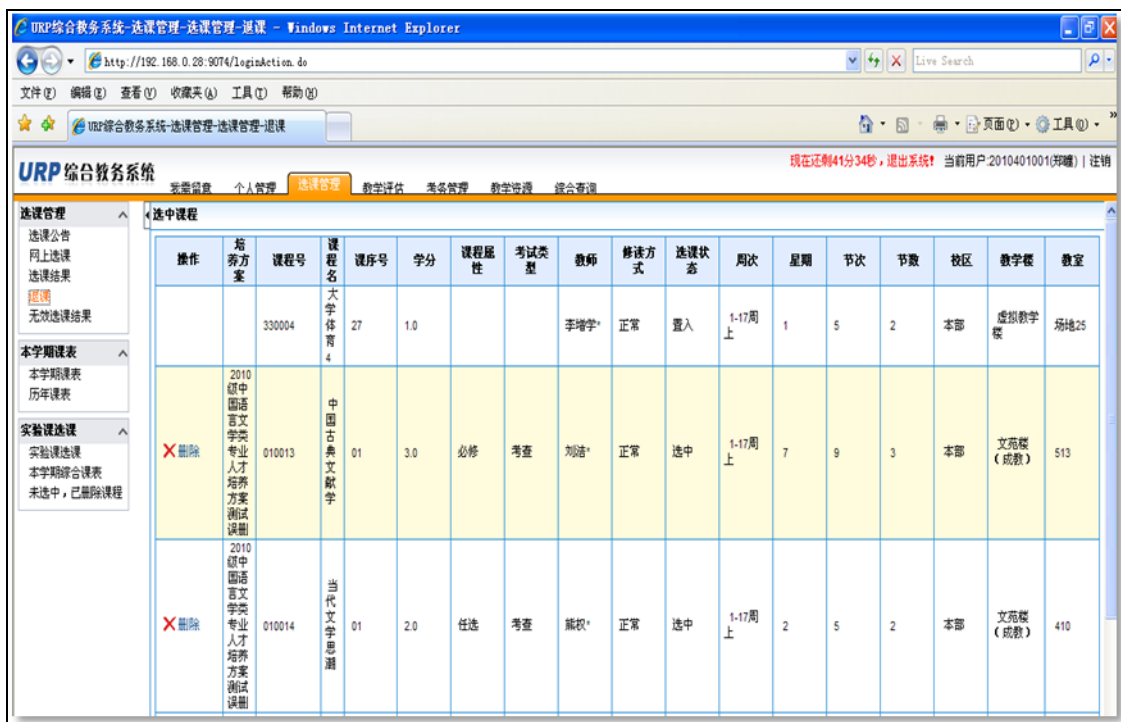 URP综合教务系统-选课管理-选课管理-退课 - Windows Internet Explorer
http://192.168.0.28:9074/loginAction.do
Live Search
文件(F) 编辑(E) 查看(V) 收藏夹(A) 工具(T) 帮助(H)
URP综合教务系统-选课管理-选课管理-退课
页面(P) 工具(O)
现在还剩41分34秒，退出系统! 当前用户:2010401001(郑曈) | 注销
URP 综合教务系统
我需留意 个人管理 选课管理 教学评估 考务管理 教学资源 综合查询
选课管理
选课公告
网上选课
选课结果
退课
无效选课结果
本学期课表
本学期课表
历年课表
实验课选课
实验课选课
本学期综合课表
未选中，已删除课程
选中课程
操作 培养方案 课程号 课程名 课序号 学分 课程属性 考试类型 教师 修读方式 选课状态 周次 星期 节次 节数 校区 教学楼 教室
330004 大学体育4 27 1.0 李增学* 正常 置入 1-17周上 1 5 2 本部 虚拟教学楼 场地25
删除 2010级中国语言文学类专业人才培养方案测试误删 010013 中国古典文献学 01 3.0 必修 考查 刘洁* 正常 选中 1-17周上 7 9 3 本部 文苑楼(成教) 513
删除 2010级中国语言文学类专业人才培养方案测试误删 010014 当代文学思潮 01 2.0 任选 考查 熊权* 正常 选中 1-17周上 2 5 2 本部 文苑楼(成教) 410